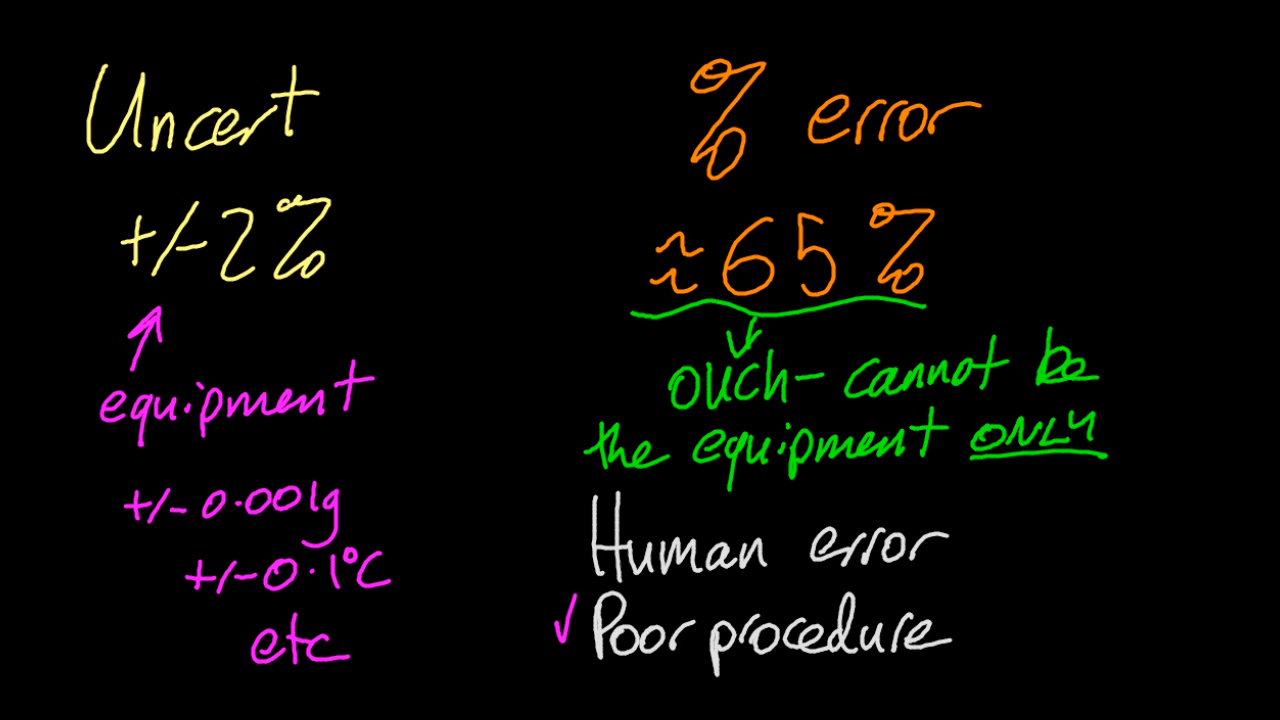 Uncert
+/-2%
equipment
+/-0.001g
+/-0.1°C
etc
% error
≈65%
OUCH- cannot be
the equipment ONLY
Human error
✓ Poor procedure